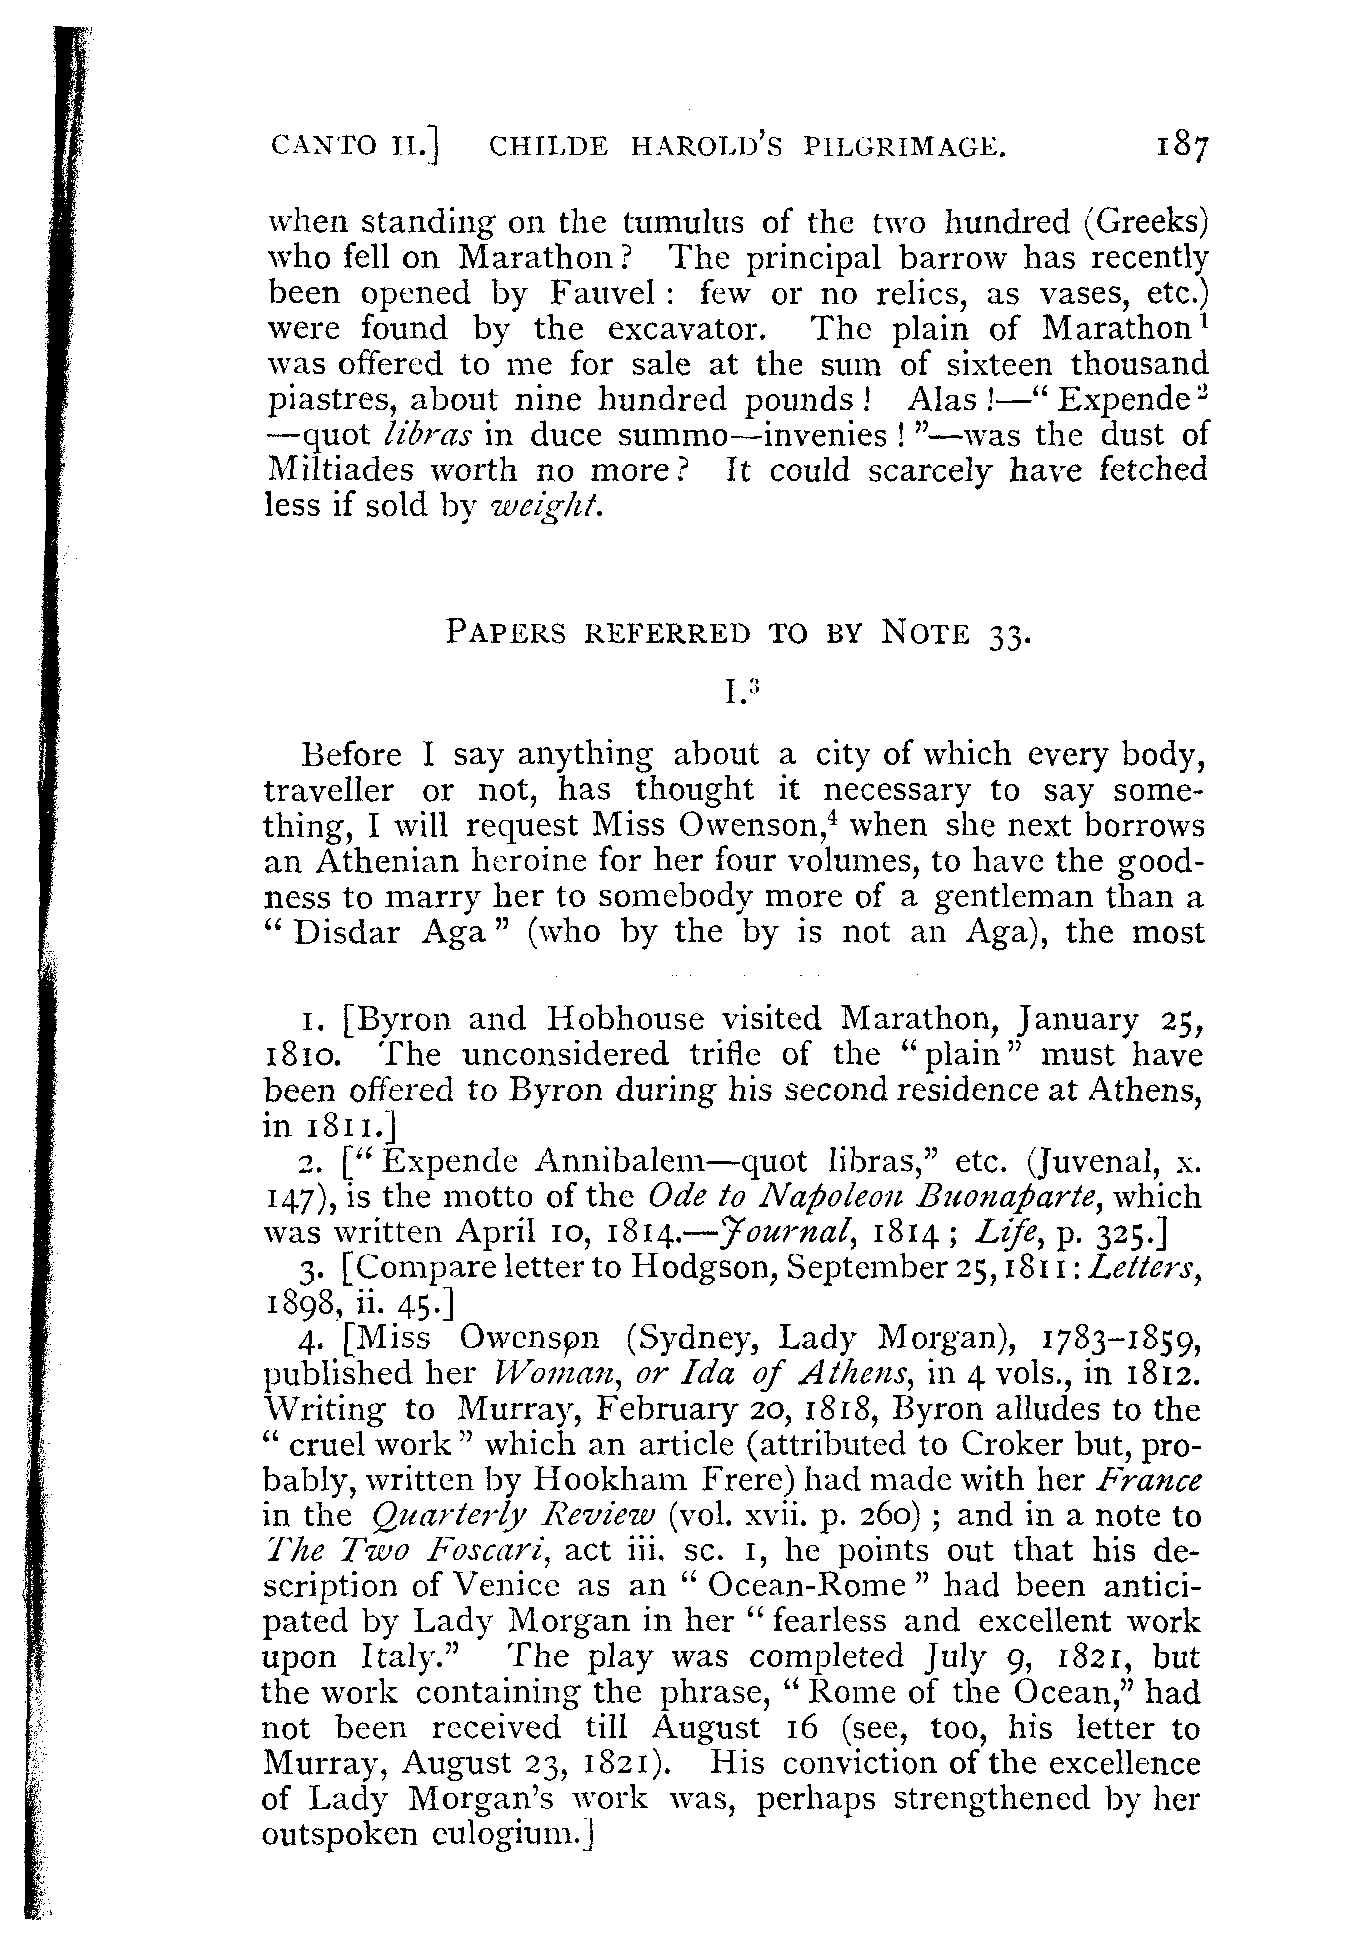 CANTO II.] CHILDE HAROLD'S PILGRIMAGE. 187
when standing on the tumulus of the two hundred (Greeks)
who fell on Marathon? The principal barrow has recently
been opened by Fauvel: few or no relics, as vases, etc.)
were found by the excavator. The plain of Marathon¹
was offered to me for sale at the sum of sixteen thousand
piastres, about nine hundred pounds! Alas!—“Expende²
—quot libras in duce summo—invenies!”—was the dust of
Miltiades worth no more? It could scarcely have fetched
less if sold by weight.
PAPERS REFERRED TO BY NOTE 33.
I.³
Before I say anything about a city of which every body,
traveller or not, has thought it necessary to say some-
thing, I will request Miss Owenson,⁴ when she next borrows
an Athenian heroine for her four volumes, to have the good-
ness to marry her to somebody more of a gentleman than a
“Disdar Aga” (who by the by is not an Aga), the most
1. [Byron and Hobhouse visited Marathon, January 25,
1810. The unconsidered trifle of the “plain” must have
been offered to Byron during his second residence at Athens,
in 1811.]
2. [“Expende Annibalem—quot libras,” etc. (Juvenal, x.
147), is the motto of the Ode to Napoleon Buonaparte, which
was written April 10, 1814.—Journal, 1814; Life, p. 325.]
3. [Compare letter to Hodgson, September 25, 1811: Letters,
1898, ii. 45.]
4. [Miss Owenson (Sydney, Lady Morgan), 1783–1859,
published her Woman, or Ida of Athens, in 4 vols., in 1812.
Writing to Murray, February 20, 1818, Byron alludes to the
“cruel work” which an article (attributed to Croker but, pro-
bably, written by Hookham Frere) had made with her France
in the Quarterly Review (vol. xvii. p. 260); and in a note to
The Two Foscari, act iii. sc. 1, he points out that his de-
scription of Venice as an “Ocean-Rome” had been antici-
pated by Lady Morgan in her “fearless and excellent work
upon Italy.” The play was completed July 9, 1821, but
the work containing the phrase, “Rome of the Ocean,” had
not been received till August 16 (see, too, his letter to
Murray, August 23, 1821). His conviction of the excellence
of Lady Morgan's work was, perhaps strengthened by her
outspoken eulogium.]